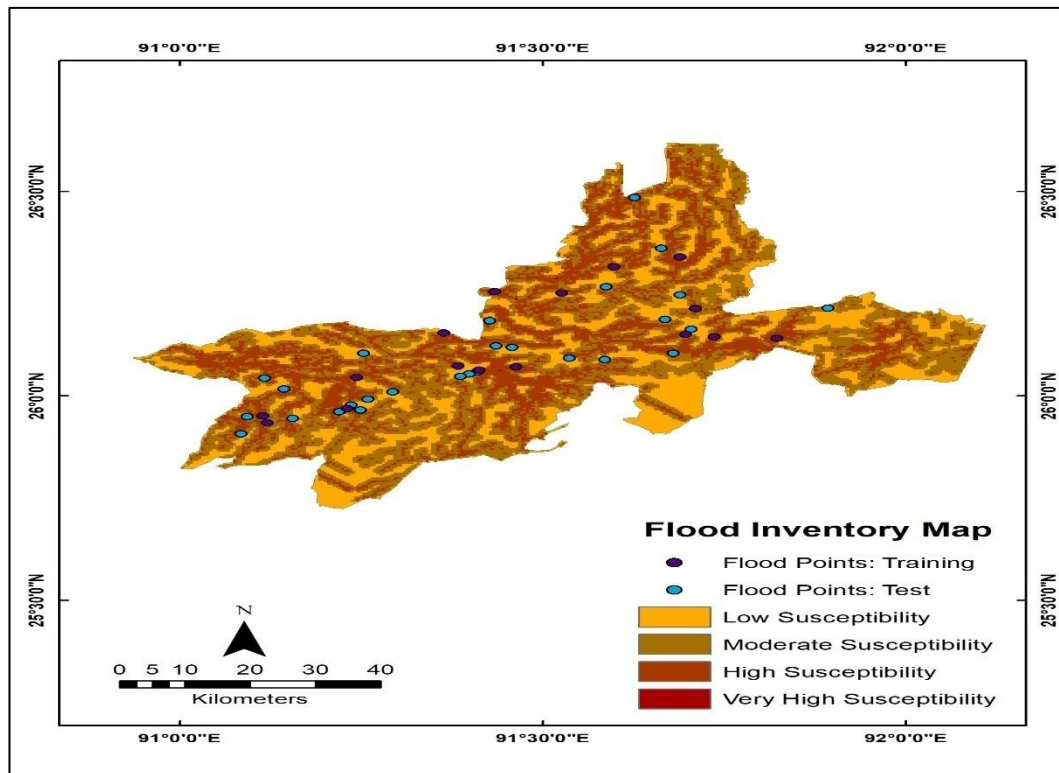 91°0'0"E 91°30'0"E 92°0'0"E
26°30'0"N 26°30'0"N
26°0'0"N 26°0'0"N
25°30'0"N 25°30'0"N
Flood Inventory Map
Flood Points: Training
Flood Points: Test
Low Susceptibility
Moderate Susceptibility
High Susceptibility
Very High Susceptibility
N
0 5 10 20 30 40
Kilometers
91°0'0"E 91°30'0"E 92°0'0"E